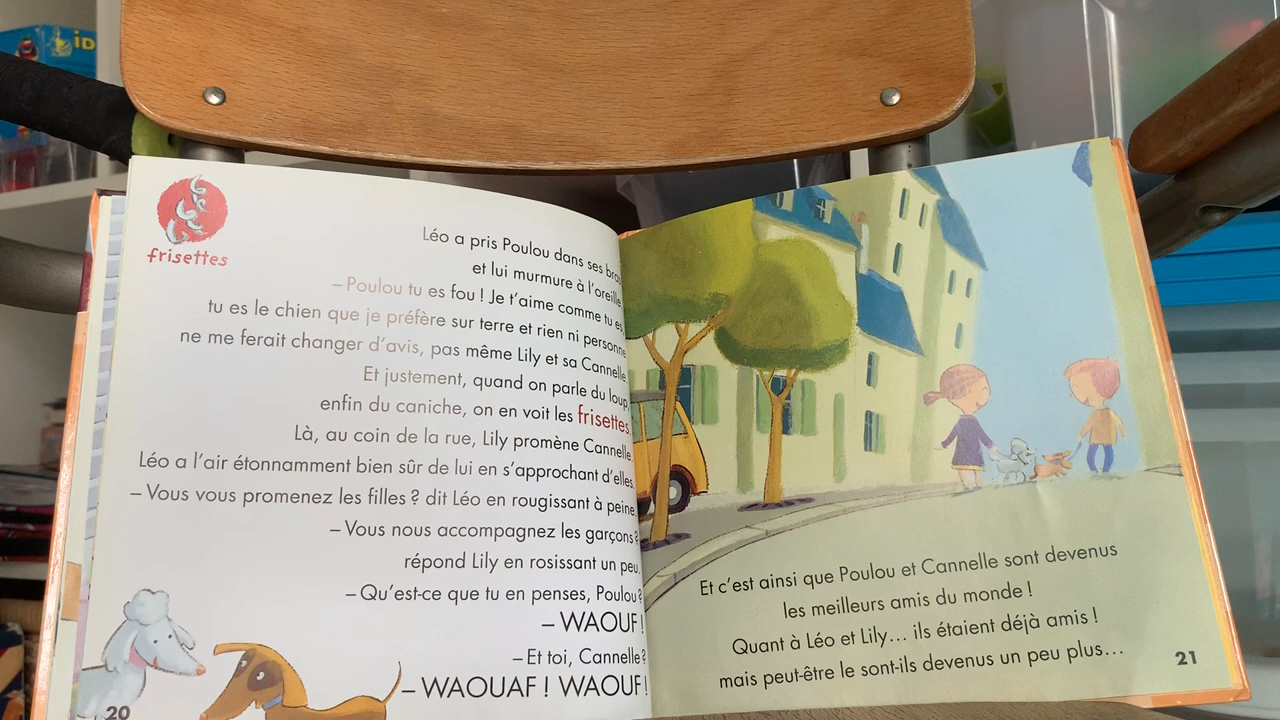 iD
frisettes
Léo a pris Poulou dans ses bras
et lui murmure à l'oreille
– Poulou tu es fou ! Je t'aime comme tu es,
tu es le chien que je préfère sur terre et rien ni personne
ne me ferait changer d'avis, pas même Lily et sa Cannelle.
Et justement, quand on parle du loup,
enfin du caniche, on en voit les frisettes.
Là, au coin de la rue, Lily promène Cannelle.
Léo a l'air étonnamment bien sûr de lui en s'approchant d'elles.
– Vous vous promenez les filles ? dit Léo en rougissant à peine,
– Vous nous accompagnez les garçons ?
répond Lily en rosissant un peu.
– Qu'est-ce que tu en penses, Poulou ?
– WAOUF !
– Et toi, Cannelle ?
– WAOUAF ! WAOUF !
20
Et c'est ainsi que Poulou et Cannelle sont devenus
les meilleurs amis du monde !
Quant à Léo et Lily... ils étaient déjà amis !
mais peut-être le sont-ils devenus un peu plus...
21